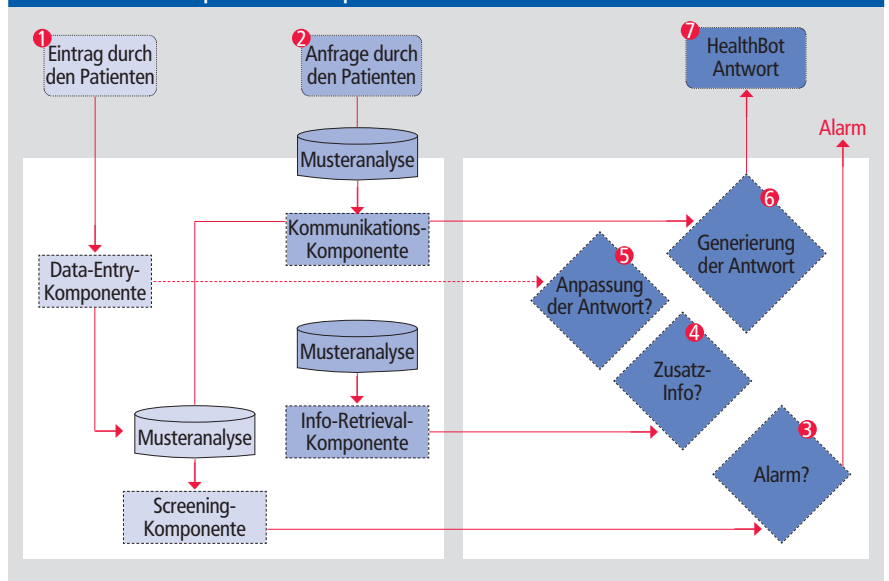 1
Eintrag durch
den Patienten
2
Anfrage durch
den Patienten
7
HealthBot
Antwort
Alarm
Musteranalyse
6
Generierung
der Antwort
Kommunikations-
Komponente
5
Anpassung
der Antwort?
Data-Entry-
Komponente
4
Zusatz-
Info?
Musteranalyse
Info-Retrieval-
Komponente
3
Alarm?
Musteranalyse
Screening-
Komponente